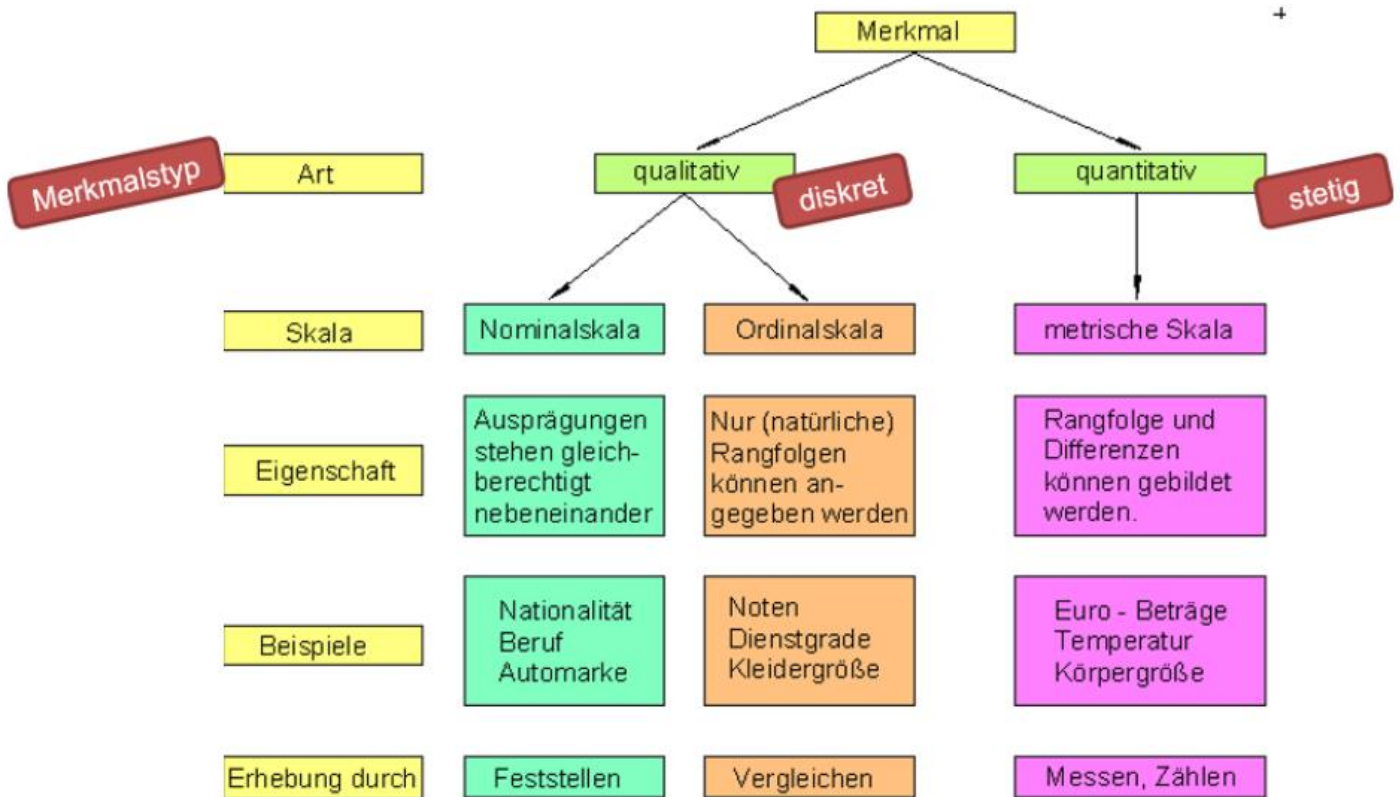 Merkmal
Merkmalstyp
Art
qualitativ
diskret
quantitativ
stetig
Skala
Nominalskala
Ordinalskala
metrische Skala
Eigenschaft
Ausprägungen
stehen gleich-
berechtigt
nebeneinander
Nur (natürliche)
Rangfolgen
können an-
gegeben werden
Rangfolge und
Differenzen
können gebildet
werden.
Beispiele
Nationalität
Beruf
Automarke
Noten
Dienstgrade
Kleidergröße
Euro - Beträge
Temperatur
Körpergröße
Erhebung durch
Feststellen
Vergleichen
Messen, Zählen